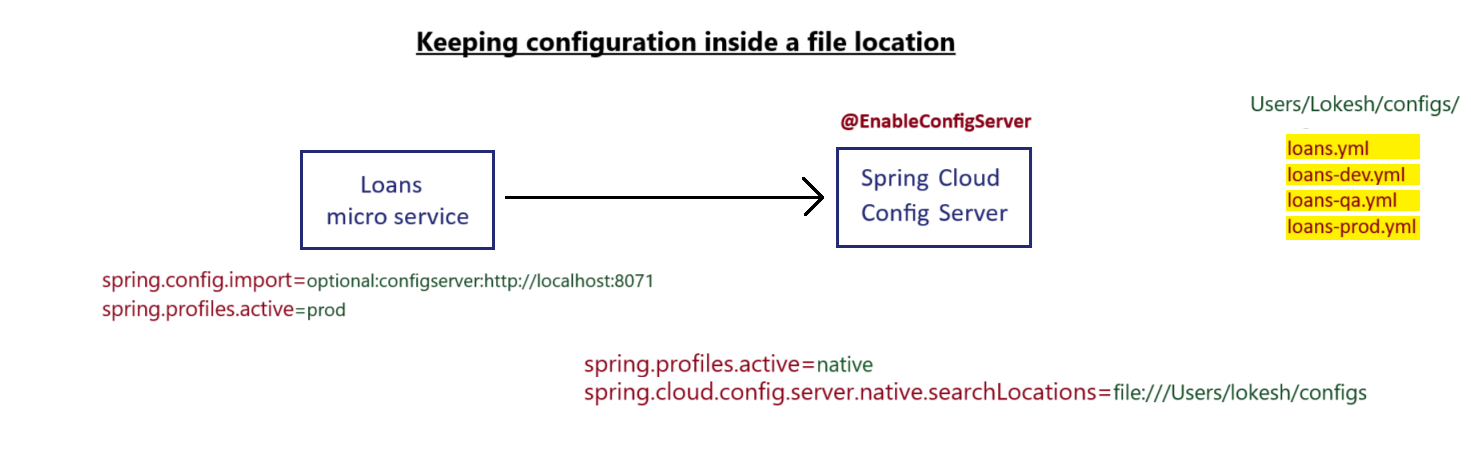 Keeping configuration inside a file location
Users/Lokesh/configs/
@EnableConfigServer
loans.yml
loans-dev.yml
loans-qa.yml
loans-prod.yml
Loans
micro service
Spring Cloud
Config Server
spring.config.import=optional:configserver:http://localhost:8071
spring.profiles.active=prod
spring.profiles.active=native
spring.cloud.config.server.native.searchLocations=file:///Users/lokesh/configs